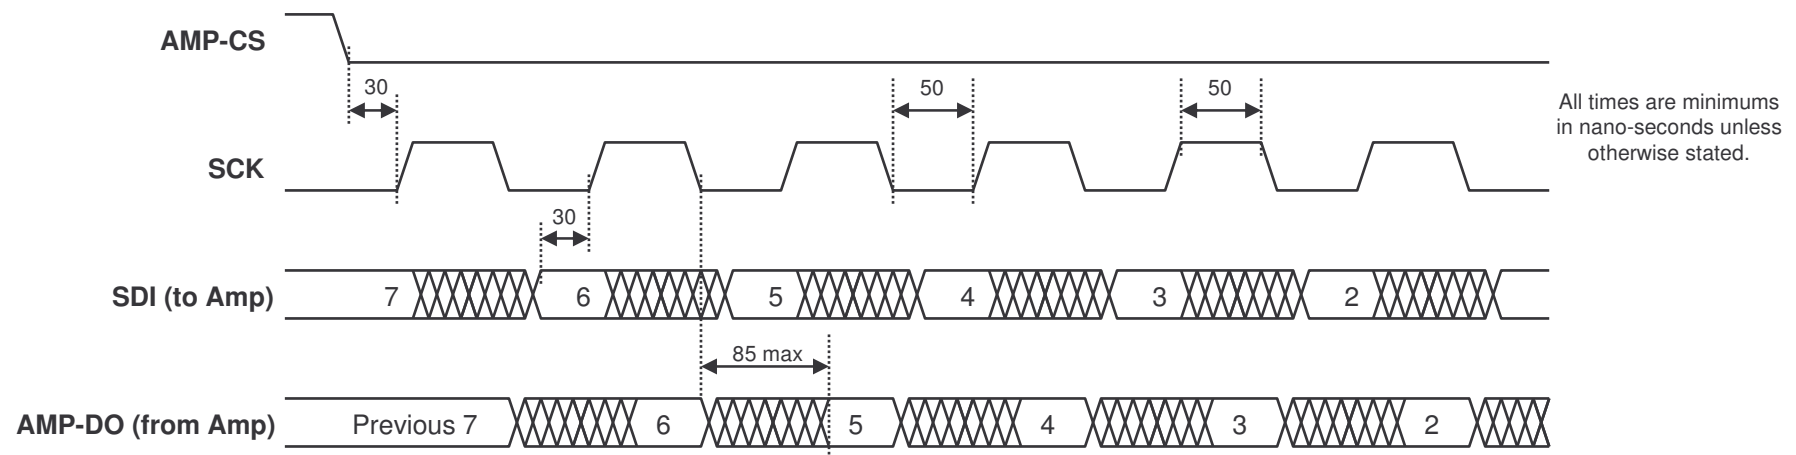 AMP-CS
30
50
50
All times are minimums
in nano-seconds unless
otherwise stated.
SCK
30
SDI (to Amp)
7
6
5
4
3
2
85 max
AMP-DO (from Amp)
Previous 7
6
5
4
3
2